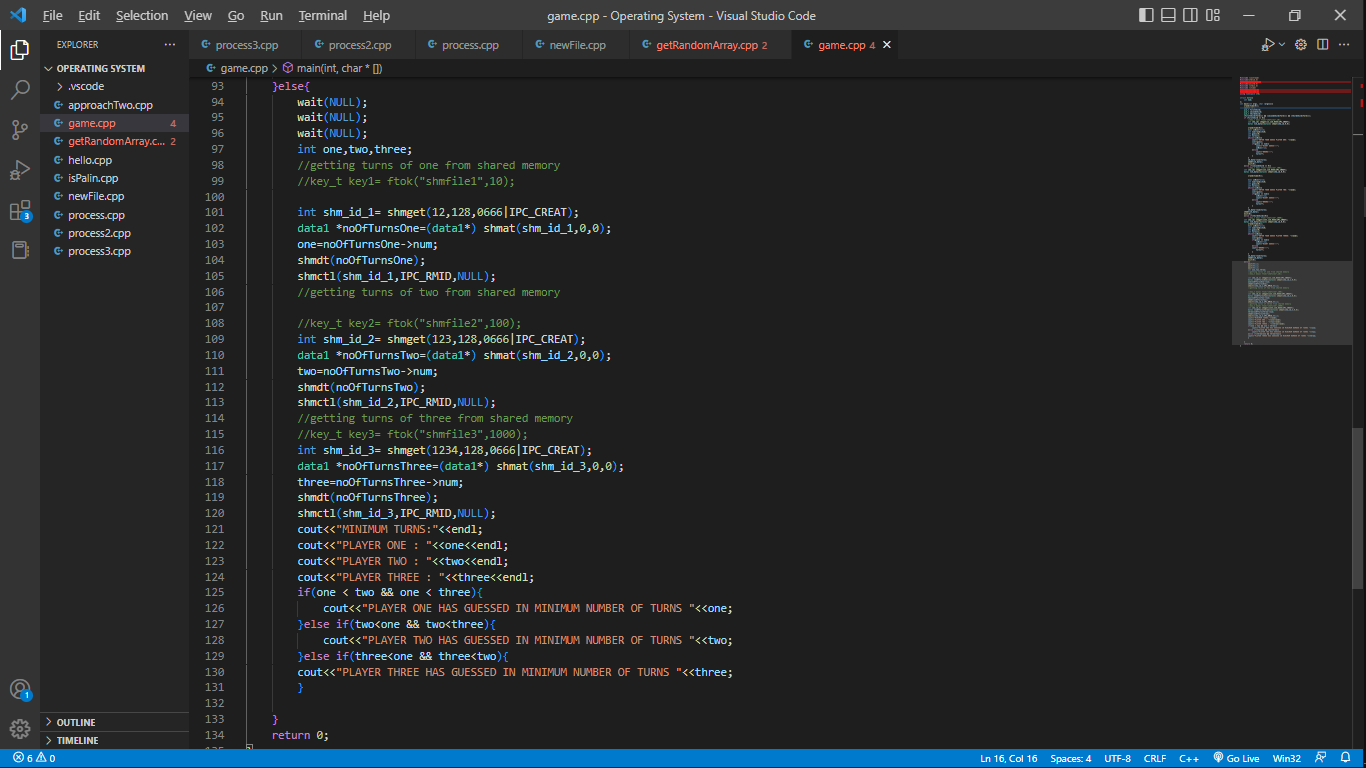 File Edit Selection View Go Run Terminal Help game.cpp - Operating System - Visual Studio Code
EXPLORER
OPERATING SYSTEM
.vscode
approachTwo.cpp
game.cpp 4
getRandomArray.c... 2
hello.cpp
isPalin.cpp
newFile.cpp
process.cpp
process2.cpp
process3.cpp
OUTLINE
TIMELINE
3
1
process3.cpp process2.cpp process.cpp newFile.cpp getRandomArray.cpp 2 game.cpp 4
game.cpp > main(int, char * [])
93 }else{
94 wait(NULL);
95 wait(NULL);
96 wait(NULL);
97 int one,two,three;
98 //getting turns of one from shared memory
99 //key_t key1= ftok("shmfile1",10);
100
101 int shm_id_1= shmget(12,128,0666|IPC_CREAT);
102 data1 *noOfTurnsOne=(data1*) shmat(shm_id_1,0,0);
103 one=noOfTurnsOne->num;
104 shmdt(noOfTurnsOne);
105 shmctl(shm_id_1,IPC_RMID,NULL);
106 //getting turns of two from shared memory
107
108 //key_t key2= ftok("shmfile2",100);
109 int shm_id_2= shmget(123,128,0666|IPC_CREAT);
110 data1 *noOfTurnsTwo=(data1*) shmat(shm_id_2,0,0);
111 two=noOfTurnsTwo->num;
112 shmdt(noOfTurnsTwo);
113 shmctl(shm_id_2,IPC_RMID,NULL);
114 //getting turns of three from shared memory
115 //key_t key3= ftok("shmfile3",1000);
116 int shm_id_3= shmget(1234,128,0666|IPC_CREAT);
117 data1 *noOfTurnsThree=(data1*) shmat(shm_id_3,0,0);
118 three=noOfTurnsThree->num;
119 shmdt(noOfTurnsThree);
120 shmctl(shm_id_3,IPC_RMID,NULL);
121 cout<<"MINIMUM TURNS:"<<endl;
122 cout<<"PLAYER ONE : "<<one<<endl;
123 cout<<"PLAYER TWO : "<<two<<endl;
124 cout<<"PLAYER THREE : "<<three<<endl;
125 if(one < two && one < three){
126 cout<<"PLAYER ONE HAS GUESSED IN MINIMUM NUMBER OF TURNS "<<one;
127 }else if(two<one && two<three){
128 cout<<"PLAYER TWO HAS GUESSED IN MINIMUM NUMBER OF TURNS "<<two;
129 }else if(three<one && three<two){
130 cout<<"PLAYER THREE HAS GUESSED IN MINIMUM NUMBER OF TURNS "<<three;
131 }
132
133 }
134 return 0;
6 0 Ln 16, Col 16 Spaces: 4 UTF-8 CRLF C++ Go Live Win32